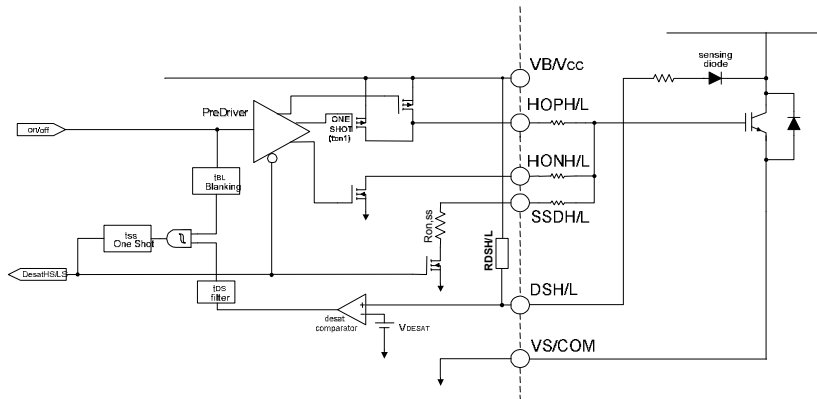 VB/Vcc
sensing
diode
PreDriver
ONE
SHOT
(ton1)
HOPH/L
on/off
tBL
Blanking
HONH/L
SSDH/L
Ron,ss
tss
One Shot
RDSH/L
DesatHS/LS
tDS
filter
DSH/L
desat
comparator
VDESAT
VS/COM